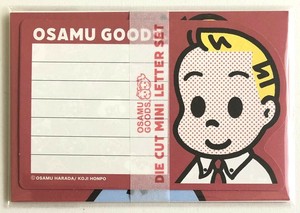 OSAMU GOODS
OSAMU
GOODS
DIE CUT MINI LETTER SET
© OSAMU HARADA / KOJI HONPO